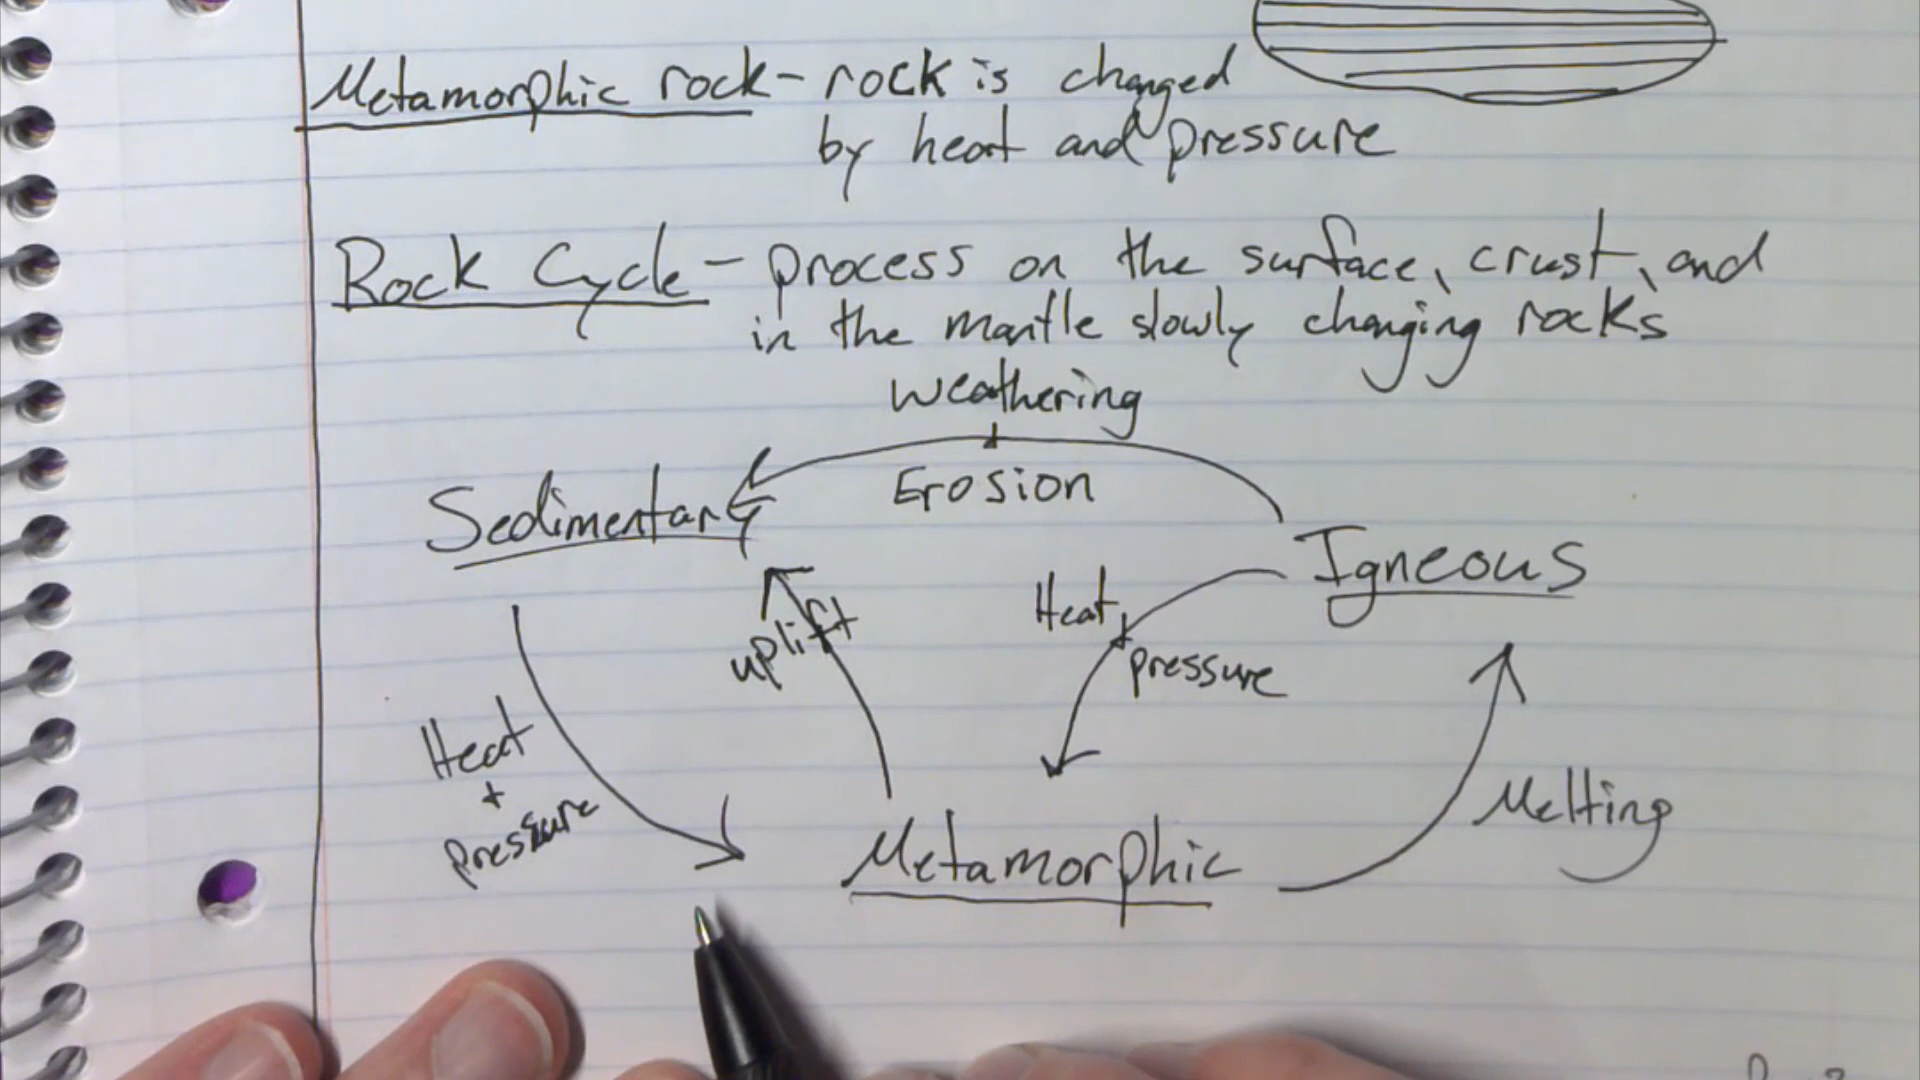 Metamorphic rock - rock is changed
by heat and pressure
Rock Cycle - process on the surface, crust, and
in the mantle slowly changing rocks
Weathering
Erosion
Sedimentary
Igneous
uplift
Heat +
pressure
Heat
+
pressure
Melting
Metamorphic